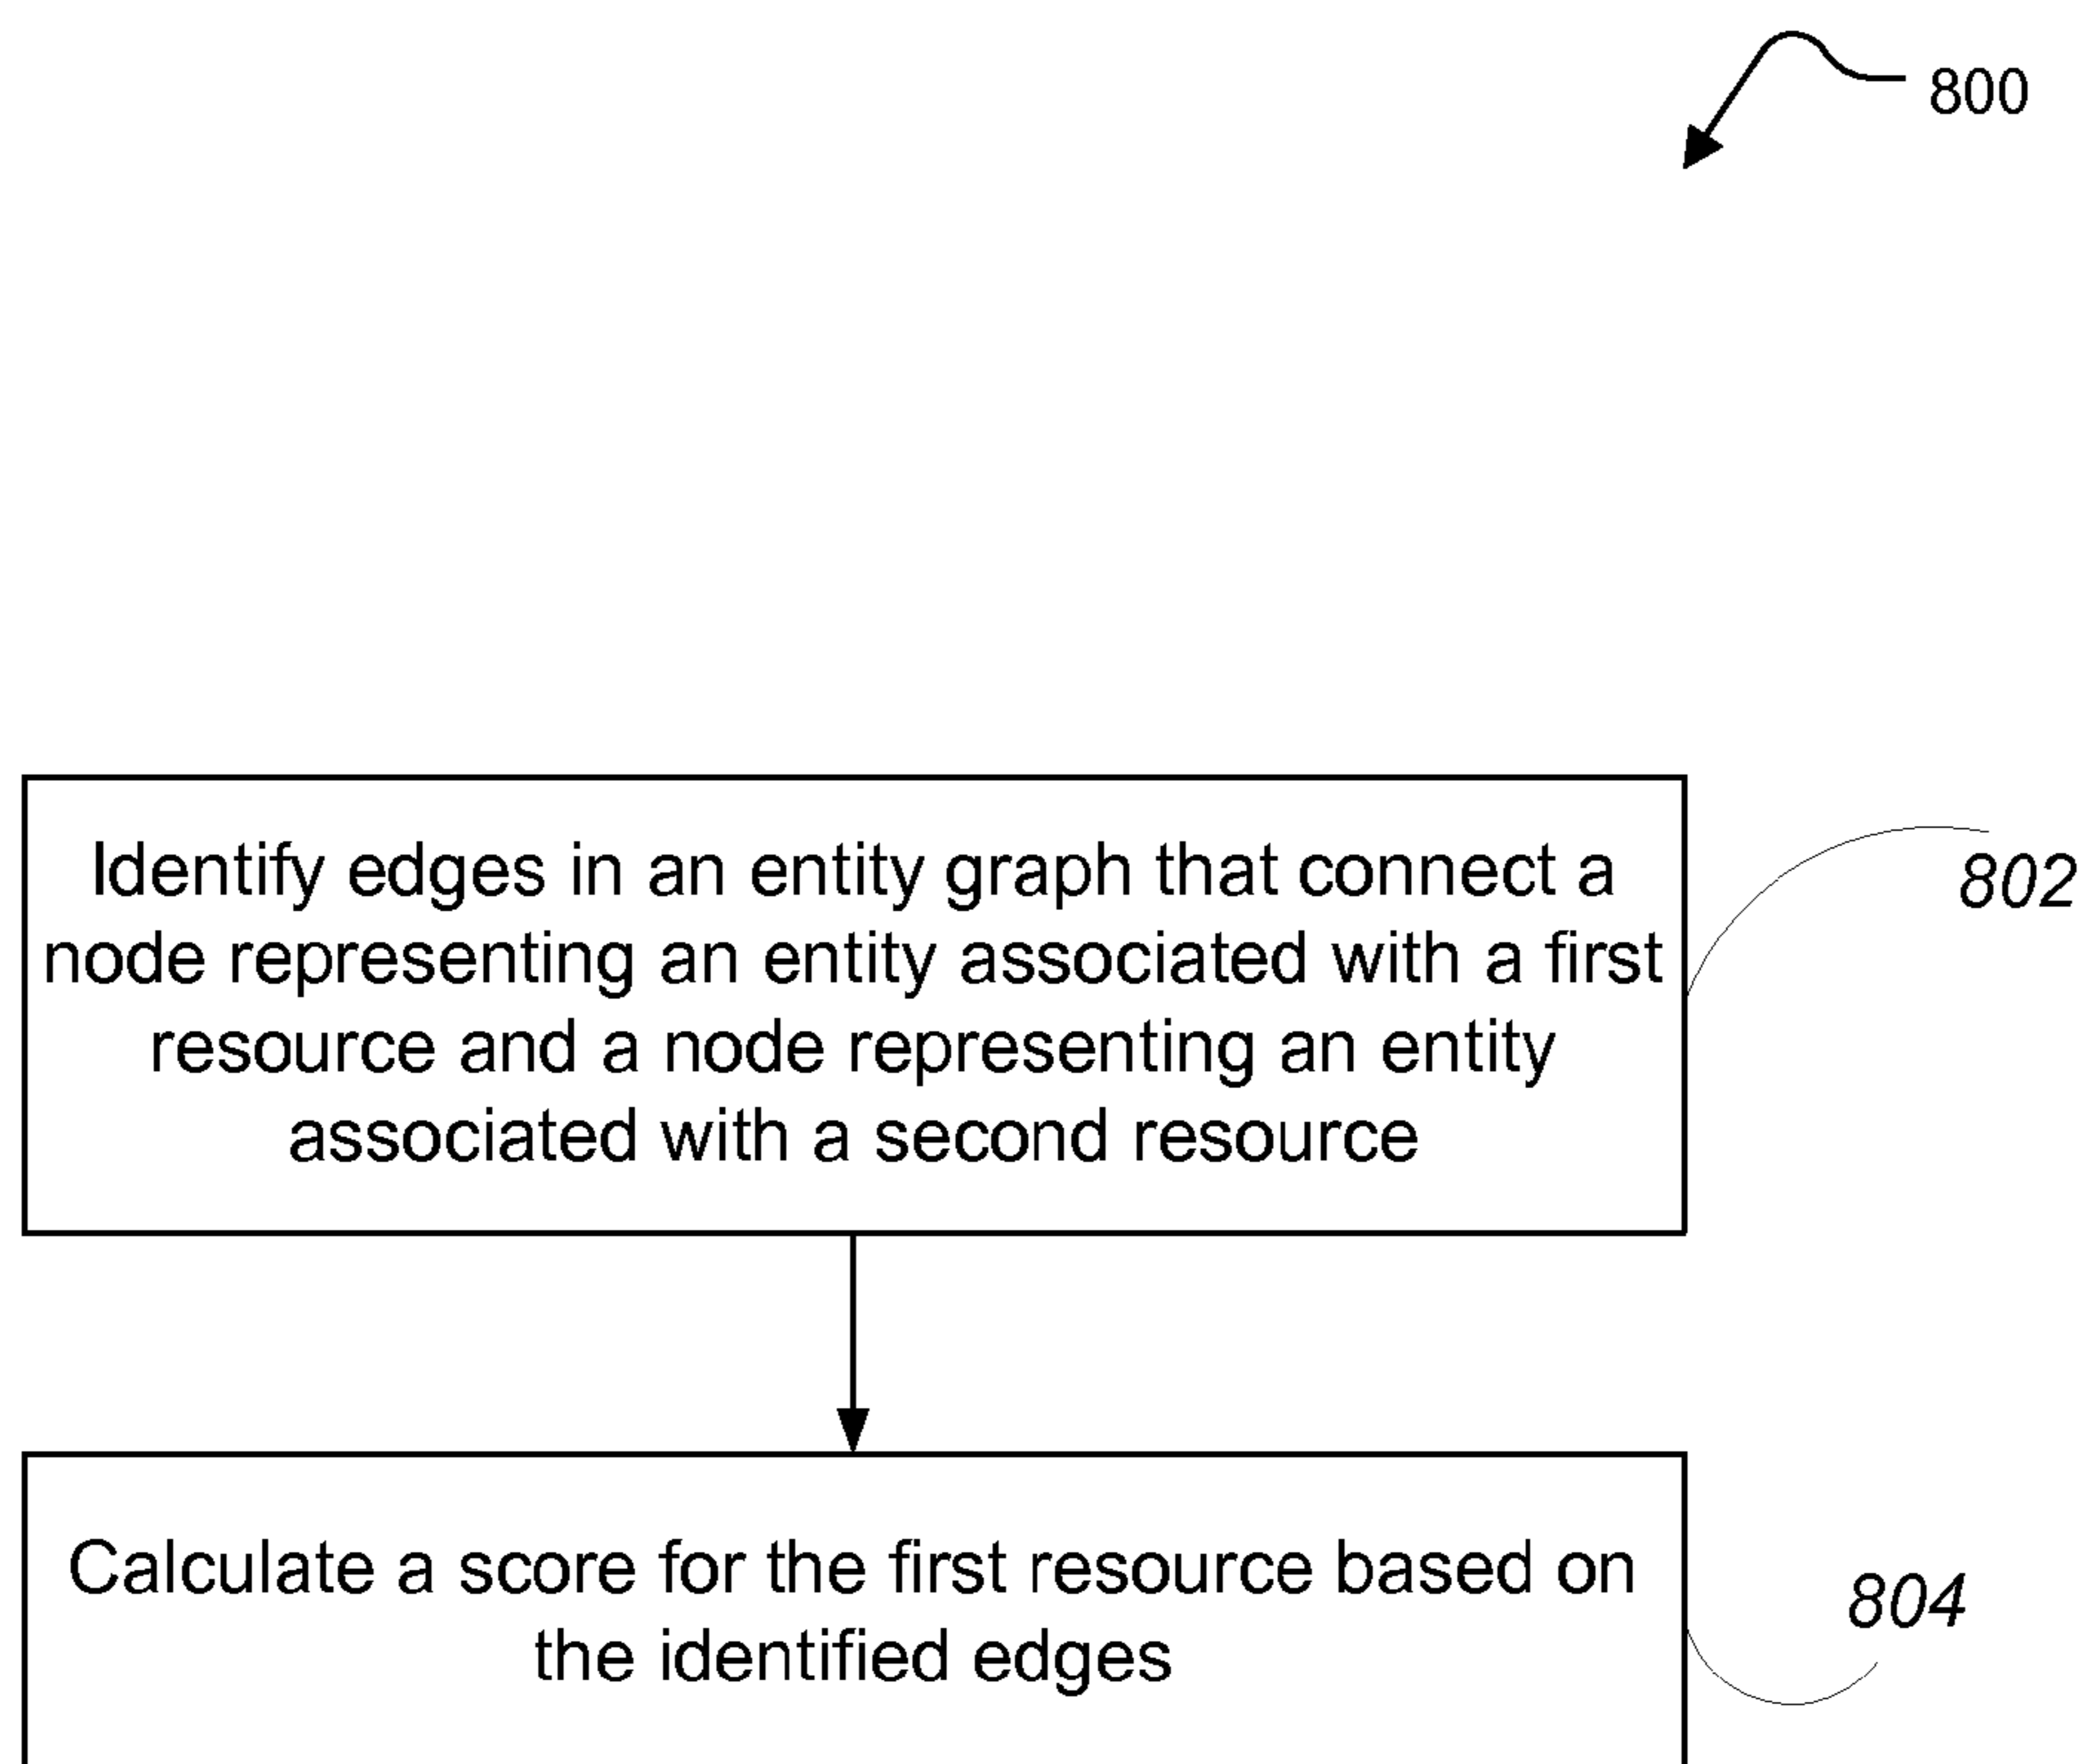 800
Identify edges in an entity graph that connect a
node representing an entity associated with a first
resource and a node representing an entity
associated with a second resource
802
Calculate a score for the first resource based on
the identified edges
804